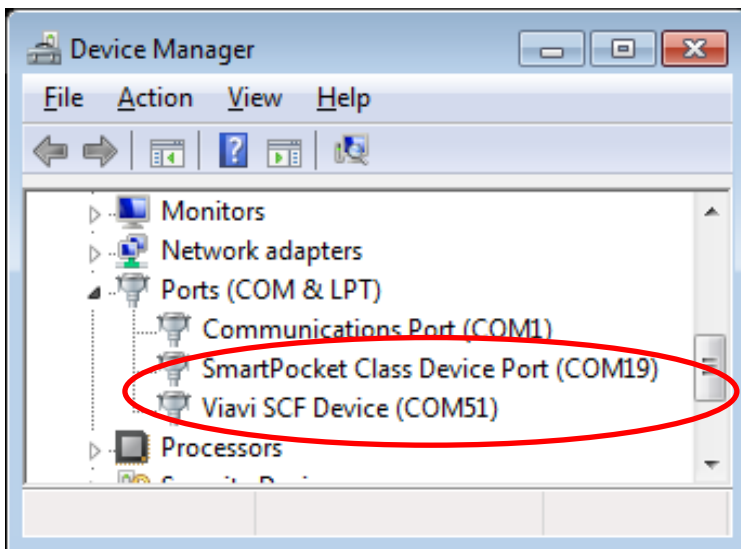 Device Manager
File Action View Help
Monitors
Network adapters
Ports (COM & LPT)
Communications Port (COM1)
SmartPocket Class Device Port (COM19)
Viavi SCF Device (COM51)
Processors